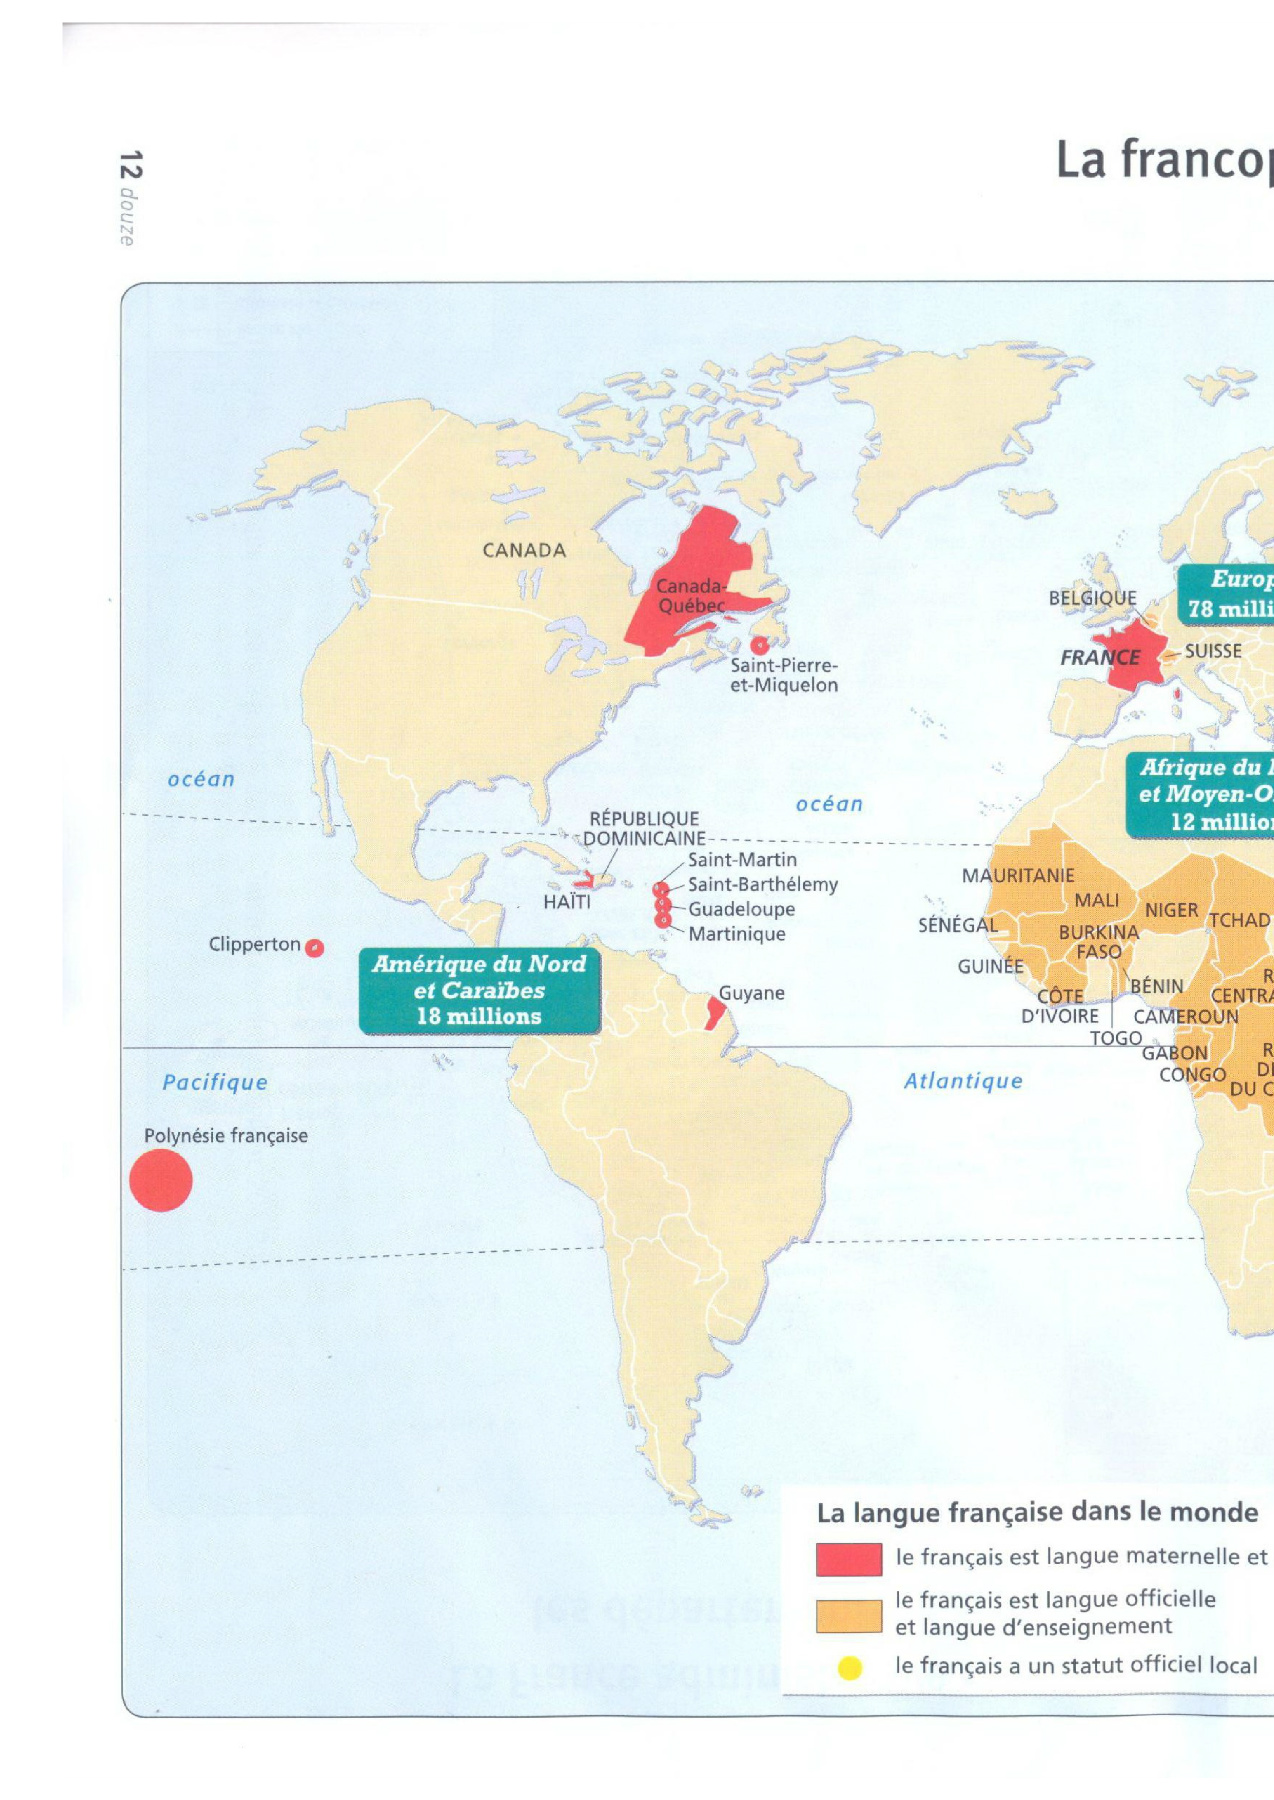 12 douze
La francop
CANADA
Canada-
Québec
Saint-Pierre-
et-Miquelon
BELGIQUE
FRANCE
SUISSE
Europ
78 milli
océan
océan
Afrique du
et Moyen-O
12 million
RÉPUBLIQUE
DOMINICAINE
Saint-Martin
Saint-Barthélemy
Guadeloupe
Martinique
HAÏTI
Clipperton
MAURITANIE
MALI
NIGER
TCHAD
SÉNÉGAL
BURKINA
FASO
GUINÉE
BÉNIN
CÔTE
D'IVOIRE
TOGO
CAMEROUN
R
CENTRA
GABON
CONGO
R
DU C
Amérique du Nord
et Caraïbes
18 millions
Guyane
Pacifique
Atlantique
Polynésie française
La langue française dans le monde
le français est langue maternelle et
le français est langue officielle
et langue d'enseignement
le français a un statut officiel local